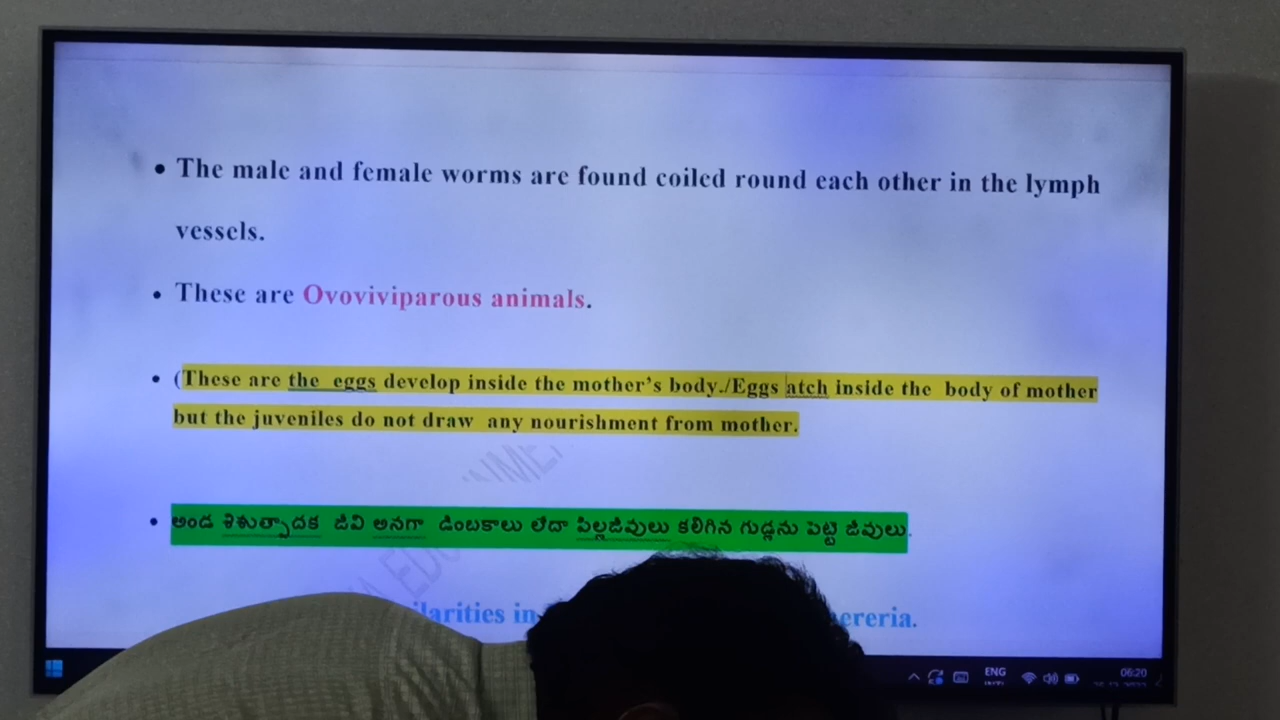 • The male and female worms are found coiled round each other in the lymph
vessels.
• These are Ovoviviparous animals.
• (These are the eggs develop inside the mother's body./Eggs atch inside the body of mother
but the juveniles do not draw any nourishment from mother.
• అండ శిశుత్పాదక జీవి అనగా డింబకాలు లేదా పిల్లజీవులు కలిగిన గుడ్లను పెట్టె జీవులు.
in
ENG
06:20